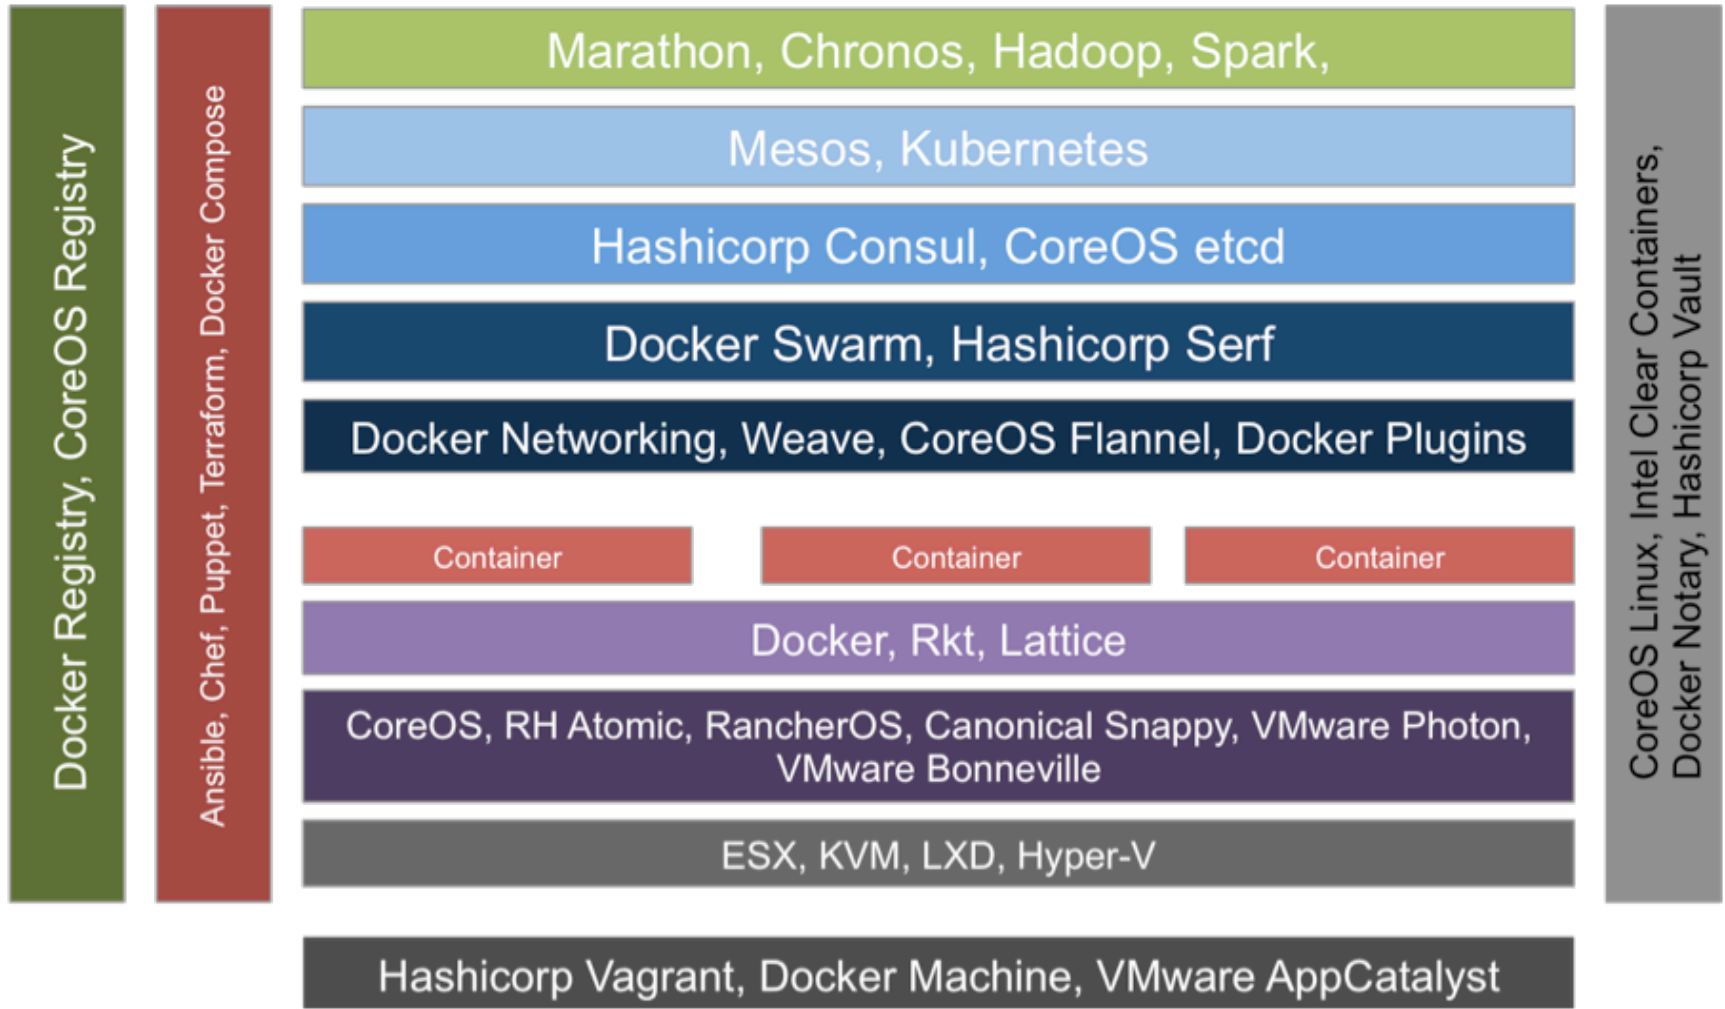 Docker Registry, CoreOS Registry
Ansible, Chef, Puppet, Terraform, Docker Compose
Marathon, Chronos, Hadoop, Spark,
Mesos, Kubernetes
Hashicorp Consul, CoreOS etcd
Docker Swarm, Hashicorp Serf
Docker Networking, Weave, CoreOS Flannel, Docker Plugins
Container
Container
Container
Docker, Rkt, Lattice
CoreOS, RH Atomic, RancherOS, Canonical Snappy, VMware Photon,
VMware Bonneville
ESX, KVM, LXD, Hyper-V
Hashicorp Vagrant, Docker Machine, VMware AppCatalyst
CoreOS Linux, Intel Clear Containers,
Docker Notary, Hashicorp Vault